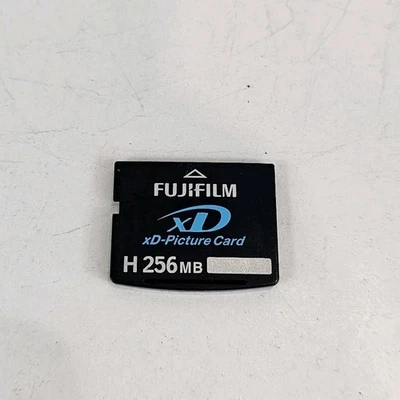 FUJIFILM
xD
xD-Picture Card
H 256MB